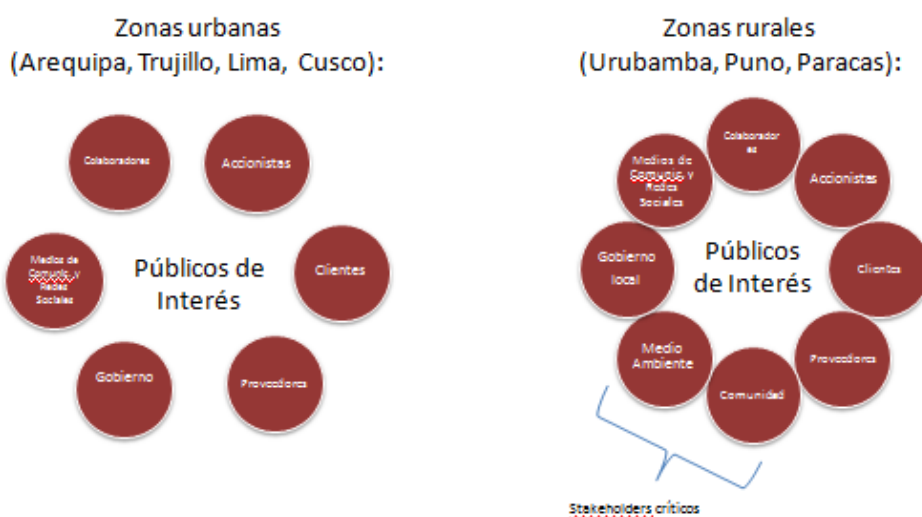 Zonas urbanas
(Arequipa, Trujillo, Lima, Cusco):
Colaboradores
Accionistas
Medios de
Comunic. y
Redes
Sociales
Públicos de
Interés
Clientes
Gobierno
Proveedores
Zonas rurales
(Urubamba, Puno, Paracas):
Colaborador
es
Medios de
Comunic. y
Redes
Sociales
Accionistas
Gobierno
local
Públicos
de Interés
Clientes
Medio
Ambiente
Proveedores
Comunidad
Stakeholders críticos